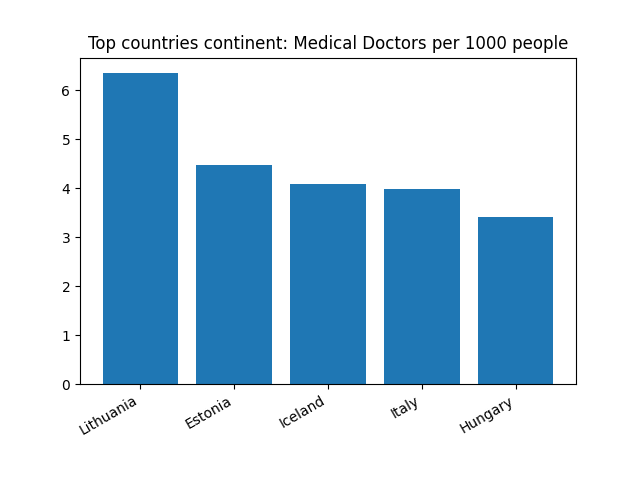 Top countries continent: Medical Doctors per 1000 people
6
5
4
3
2
1
0
Lithuania
Estonia
Iceland
Italy
Hungary